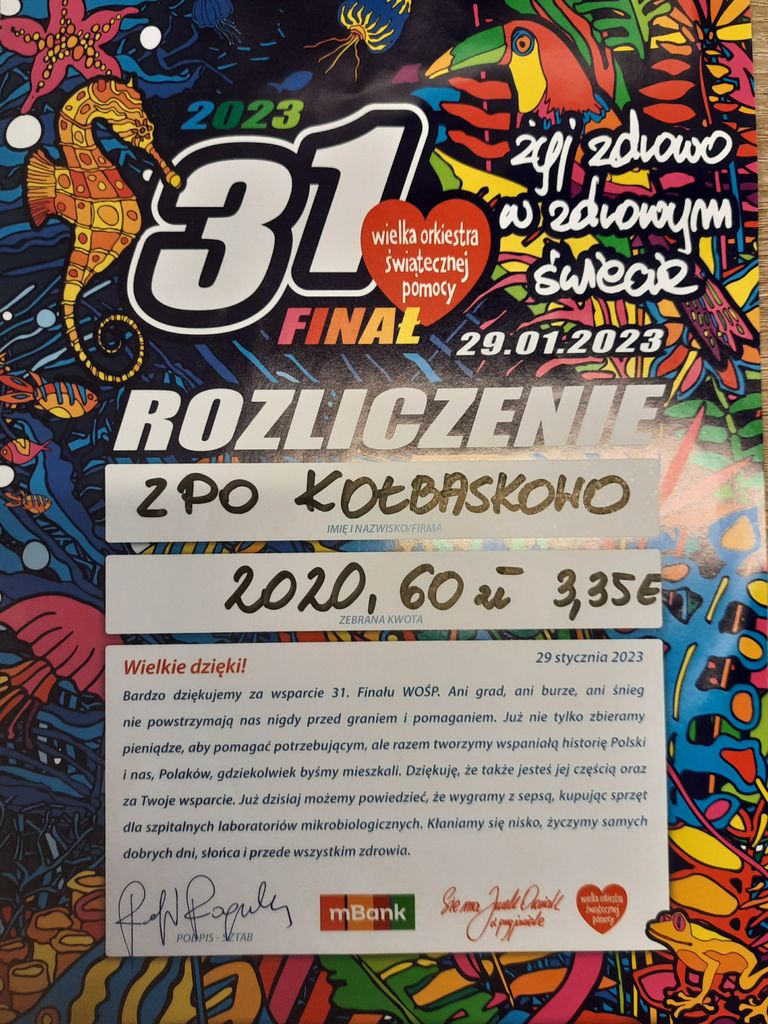 2023
31
wielka orkiestra
świątecznej
pomocy
FINAŁ
żyj zdrowo
w zdrowym
świecie
29.01.2023
ROZLICZENIE
ZPO KOŁBASKOWO
IMIĘ I NAZWISKO/FIRMA
2020,60 zł 3,35E
ZEBRANA KWOTA
Wielkie dzięki!
29 stycznia 2023
Bardzo dziękujemy za wsparcie 31. Finału WOŚP. Ani grad, ani burze, ani śnieg
nie powstrzymają nas nigdy przed graniem i pomaganiem. Już nie tylko zbieramy
pieniądze, aby pomagać potrzebującym, ale razem tworzymy wspaniałą historię Polski
i nas, Polaków, gdziekolwiek byśmy mieszkali. Dziękuję, że także jesteś jej częścią oraz
za Twoje wsparcie. Już dzisiaj możemy powiedzieć, że wygramy z sepsą, kupując sprzęt
dla szpitalnych laboratoriów mikrobiologicznych. Kłaniamy się nisko, życzymy samych
dobrych dni, słońca i przede wszystkim zdrowia.
PODPIS - SZTAB
mBank
Sie ma Jurek Owsiak
z przyjaciele
wielka orkiestra
świątecznej
pomocy